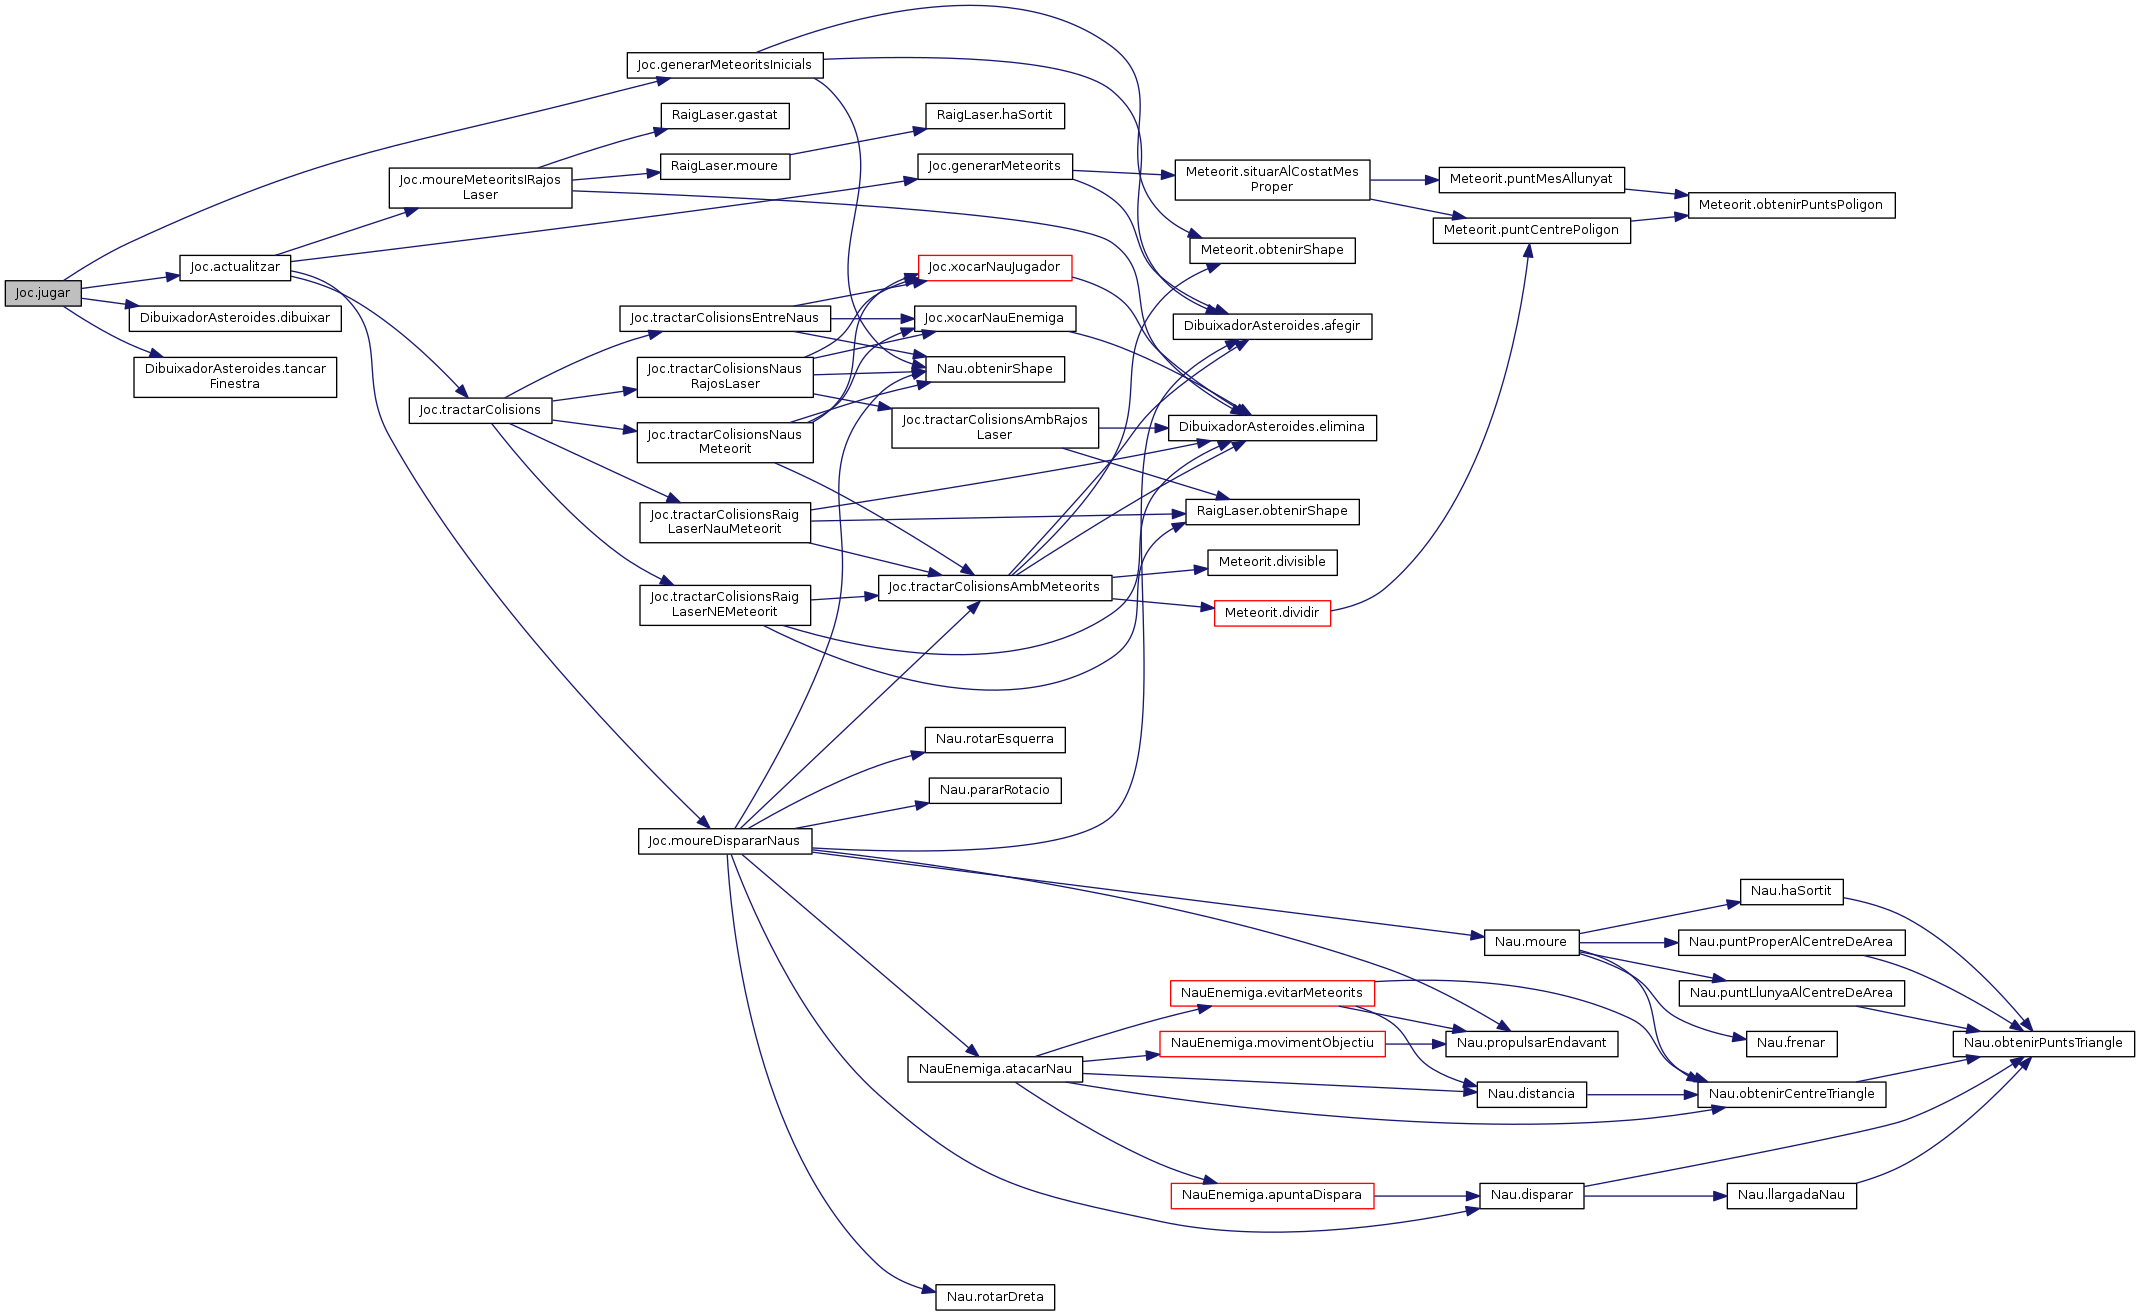 Joc.jugar
Joc.actualitzar
DibuixadorAsteroides.dibuixar
DibuixadorAsteroides.tancar
Finestra
Joc.moureMeteoritsIRajos
Laser
Joc.tractarColisions
Joc.generarMeteoritsInicials
RaigLaser.gastat
RaigLaser.moure
Joc.tractarColisionsEntreNaus
Joc.tractarColisionsNaus
RajosLaser
Joc.tractarColisionsNaus
Meteorit
Joc.tractarColisionsRaig
LaserNauMeteorit
Joc.tractarColisionsRaig
LaserNEMeteorit
Joc.moureDispararNaus
RaigLaser.haSortit
Joc.generarMeteorits
Joc.xocarNauJugador
Joc.xocarNauEnemiga
Nau.obtenirShape
Joc.tractarColisionsAmbRajos
Laser
Joc.tractarColisionsAmbMeteorits
Nau.rotarEsquerra
Nau.pararRotacio
NauEnemiga.atacarNau
Nau.rotarDreta
Meteorit.situarAlCostatMes
Proper
Meteorit.obtenirShape
DibuixadorAsteroides.afegir
DibuixadorAsteroides.elimina
RaigLaser.obtenirShape
Meteorit.divisible
Meteorit.dividir
NauEnemiga.evitarMeteorits
NauEnemiga.movimentObjectiu
NauEnemiga.apuntaDispara
Meteorit.puntMesAllunyat
Meteorit.puntCentrePoligon
Nau.moure
Nau.propulsarEndavant
Nau.distancia
Nau.disparar
Meteorit.obtenirPuntsPoligon
Nau.haSortit
Nau.puntProperAlCentreDeArea
Nau.puntLlunyaAlCentreDeArea
Nau.frenar
Nau.obtenirCentreTriangle
Nau.llargadaNau
Nau.obtenirPuntsTriangle